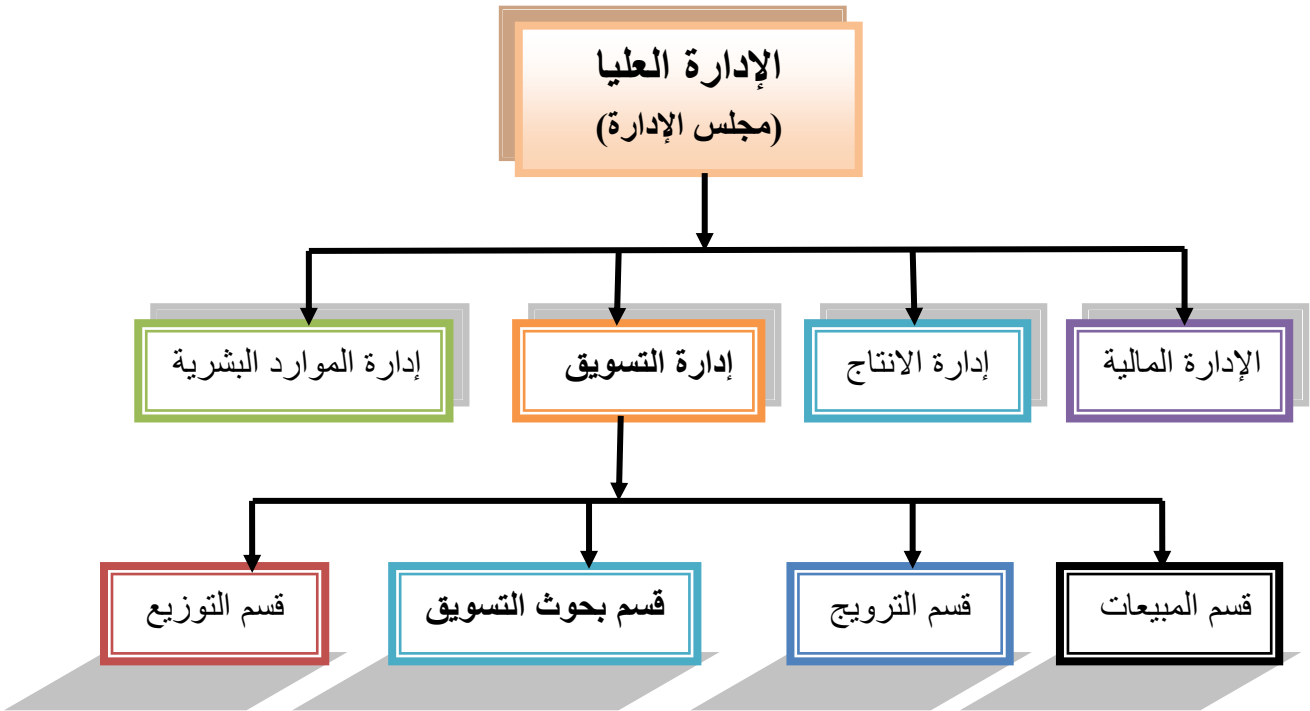 الإدارة العليا
(مجلس الإدارة)
الإدارة المالية
إدارة الانتاج
إدارة التسويق
إدارة الموارد البشرية
قسم المبيعات
قسم الترويج
قسم بحوث التسويق
قسم التوزيع